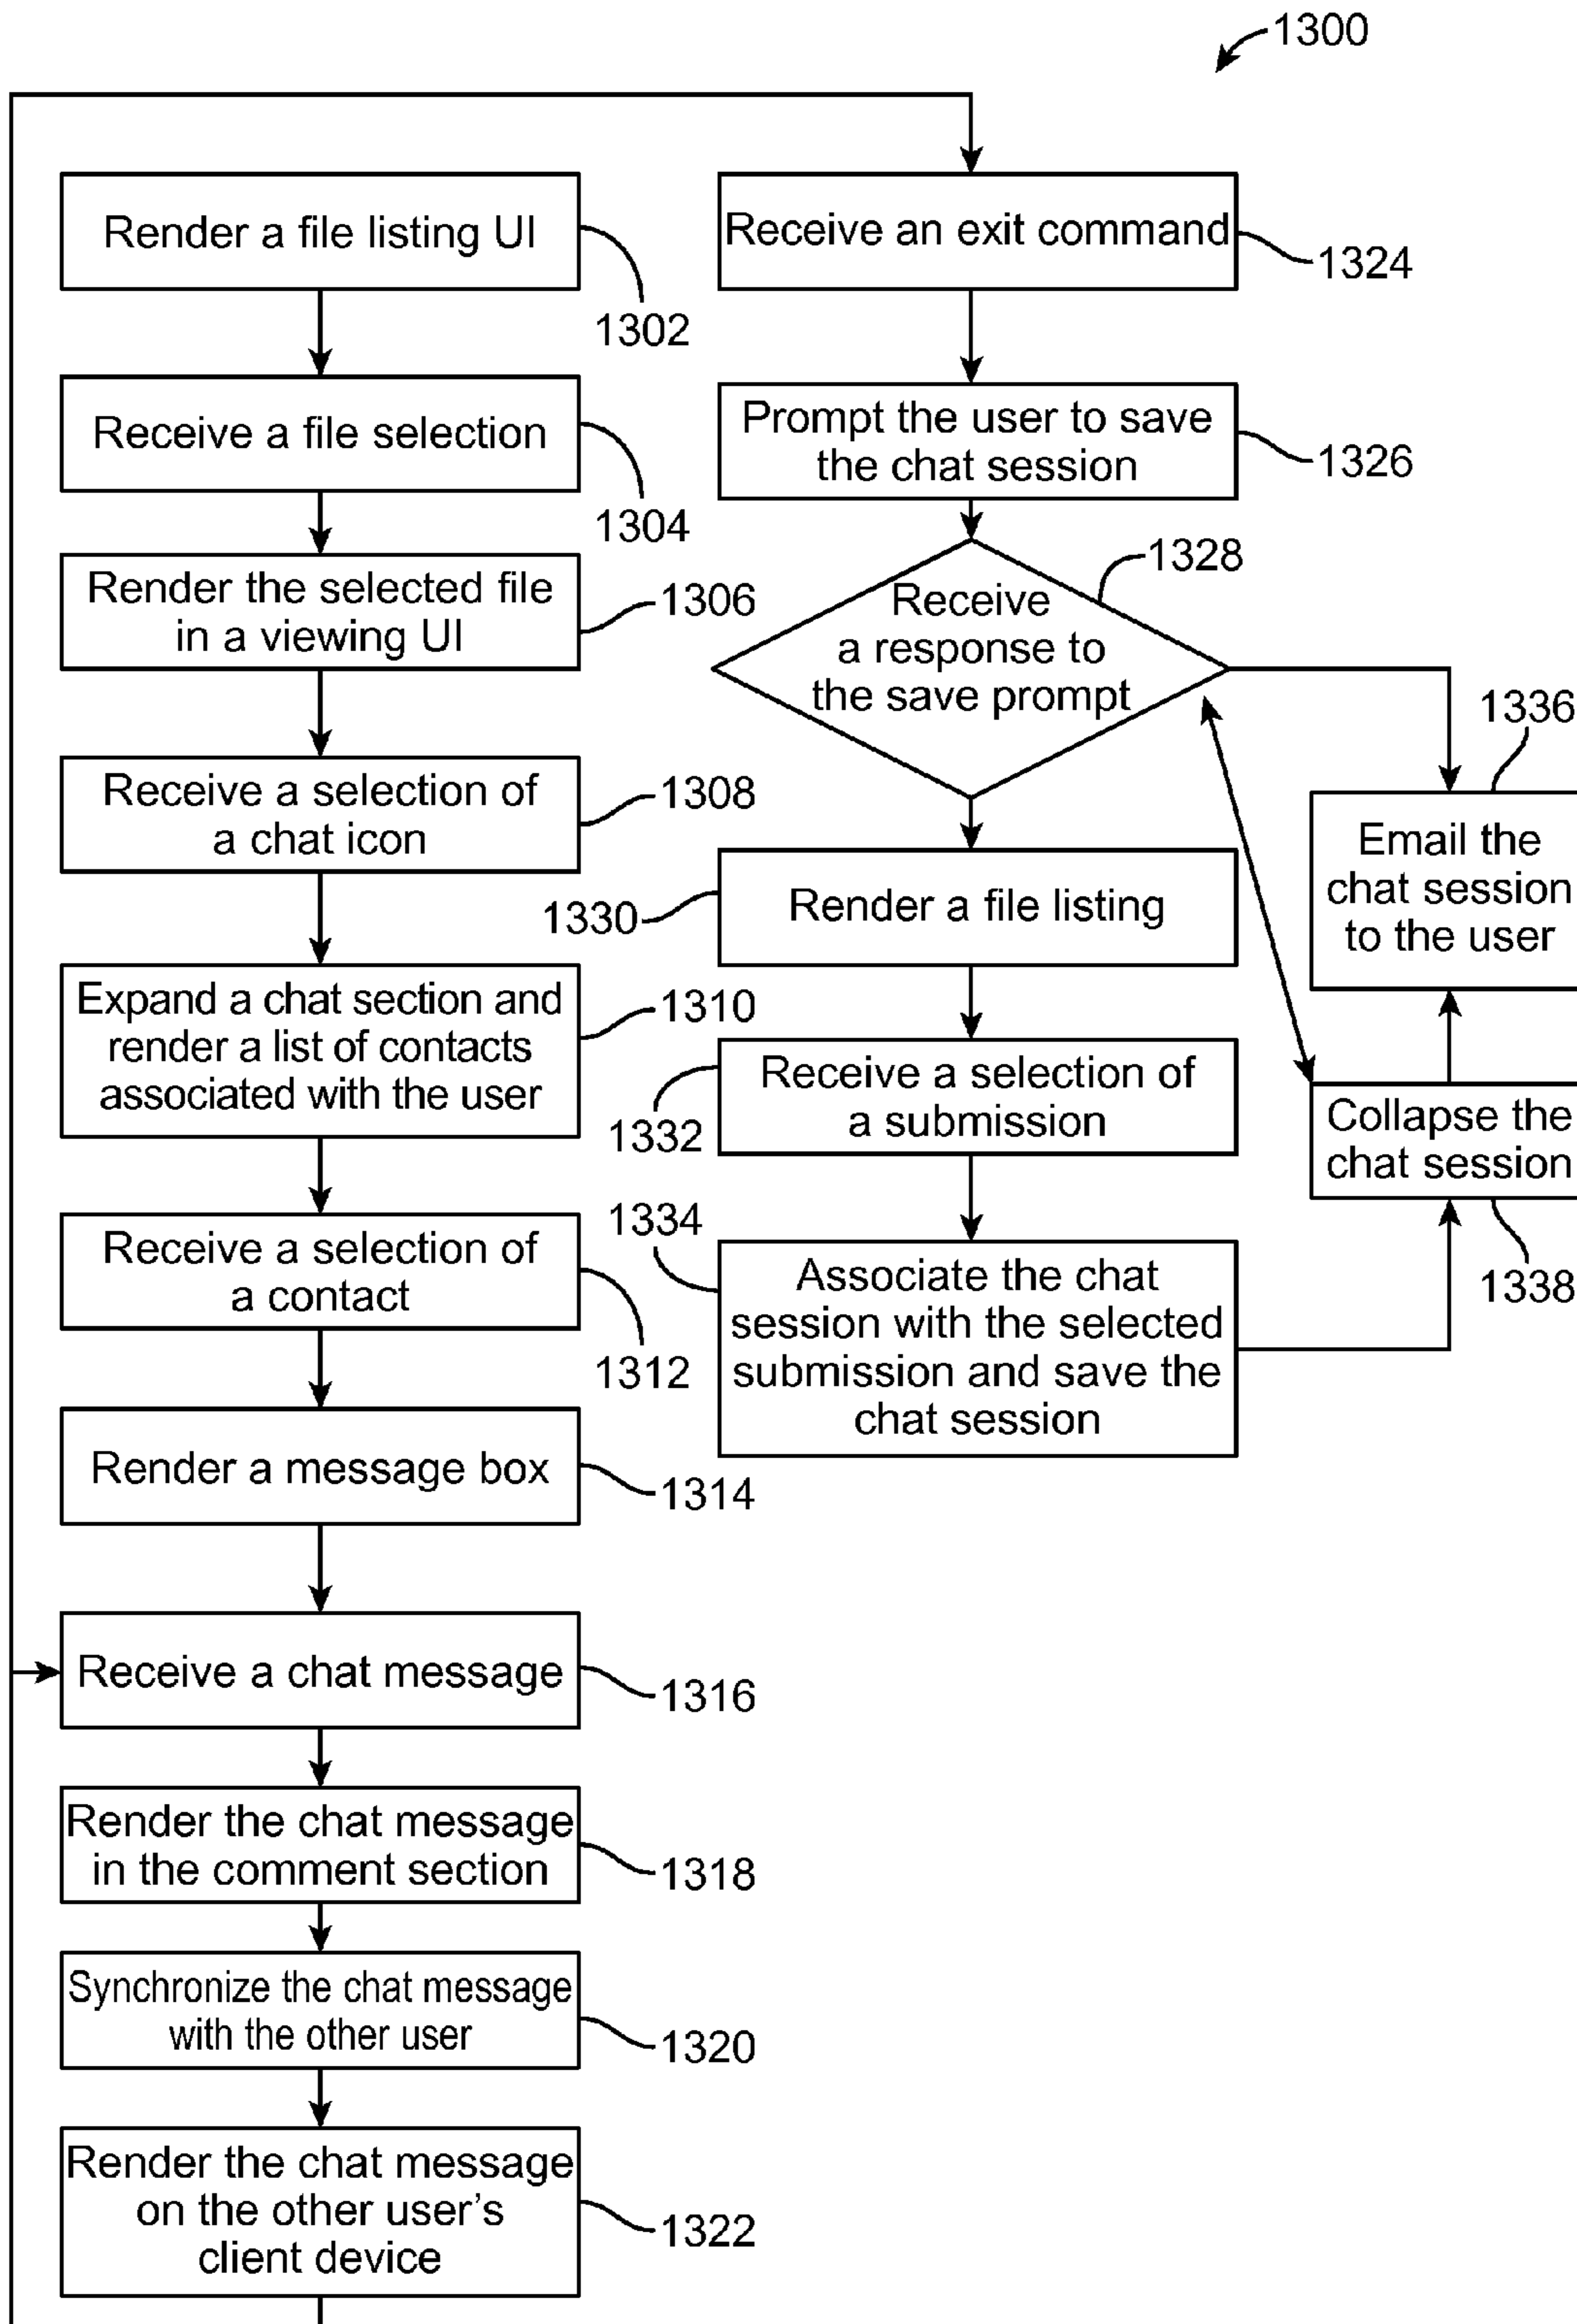 1300
Render a file listing UI
1302
Receive a file selection
1304
Render the selected file
in a viewing UI
1306
Receive a selection of
a chat icon
1308
Expand a chat section and
render a list of contacts
associated with the user
1310
Receive a selection of
a contact
1312
Render a message box
1314
Receive a chat message
1316
Render the chat message
in the comment section
1318
Synchronize the chat message
with the other user
1320
Render the chat message
on the other user’s
client device
1322
Receive an exit command
1324
Prompt the user to save
the chat session
1326
Receive
a response to
the save prompt
1328
Render a file listing
1330
Receive a selection of
a submission
1332
Associate the chat
session with the selected
submission and save the
chat session
1334
1336
Email the
chat session
to the user
Collapse the
chat session
1338